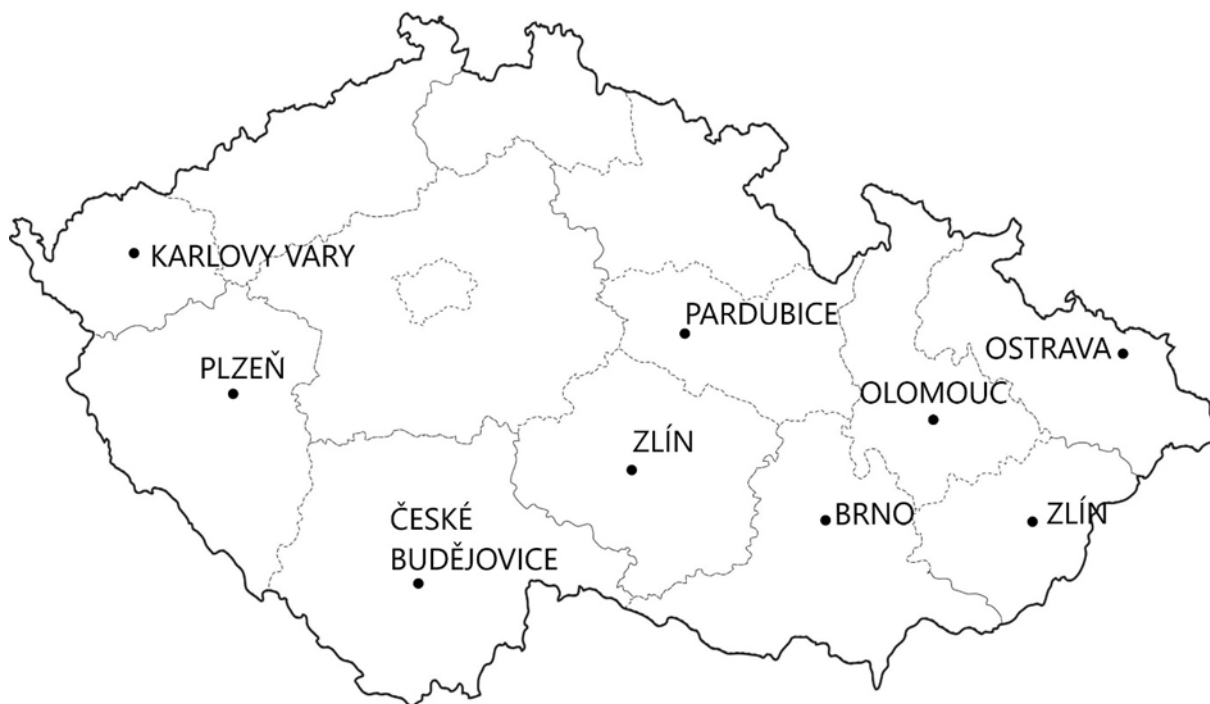 KARLOVY VARY
PARDUBICE
OSTRAVA
PLZEŇ
OLOMOUC
ZLÍN
ČESKÉ
BUDĚJOVICE
BRNO
ZLÍN